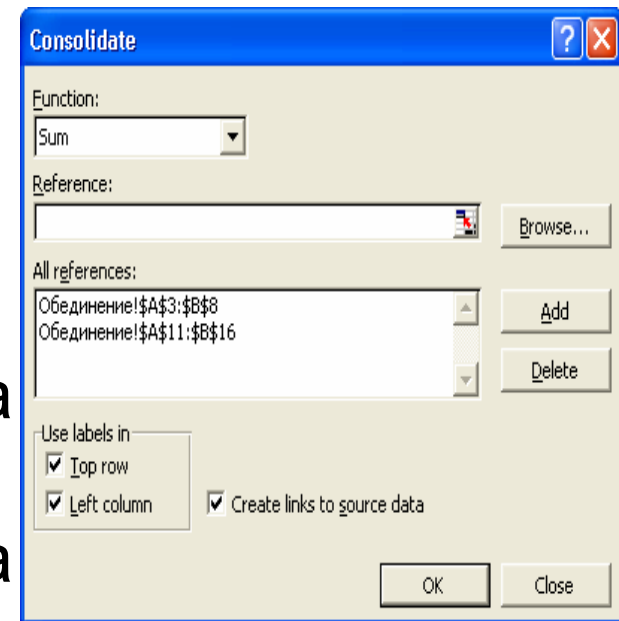 Consolidate
Function:
Sum
Reference:
Browse...
All references:
Обединение!$A$3:$B$8
Обединение!$A$11:$B$16
Add
Delete
а
Use labels in
Top row
Left column
Create links to source data
а
OK
Close